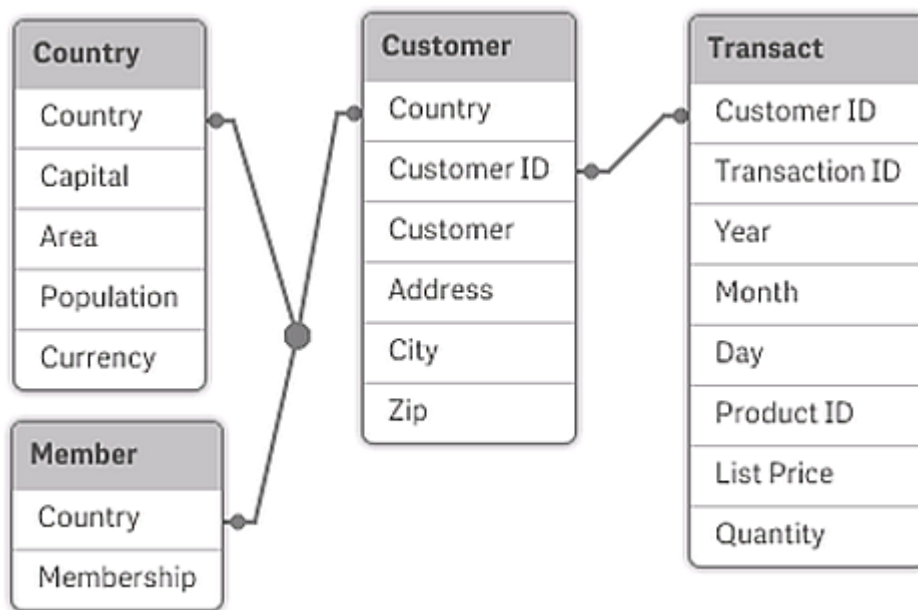 Country
Country
Capital
Area
Population
Currency
Member
Country
Membership
Customer
Country
Customer ID
Customer
Address
City
Zip
Transact
Customer ID
Transaction ID
Year
Month
Day
Product ID
List Price
Quantity